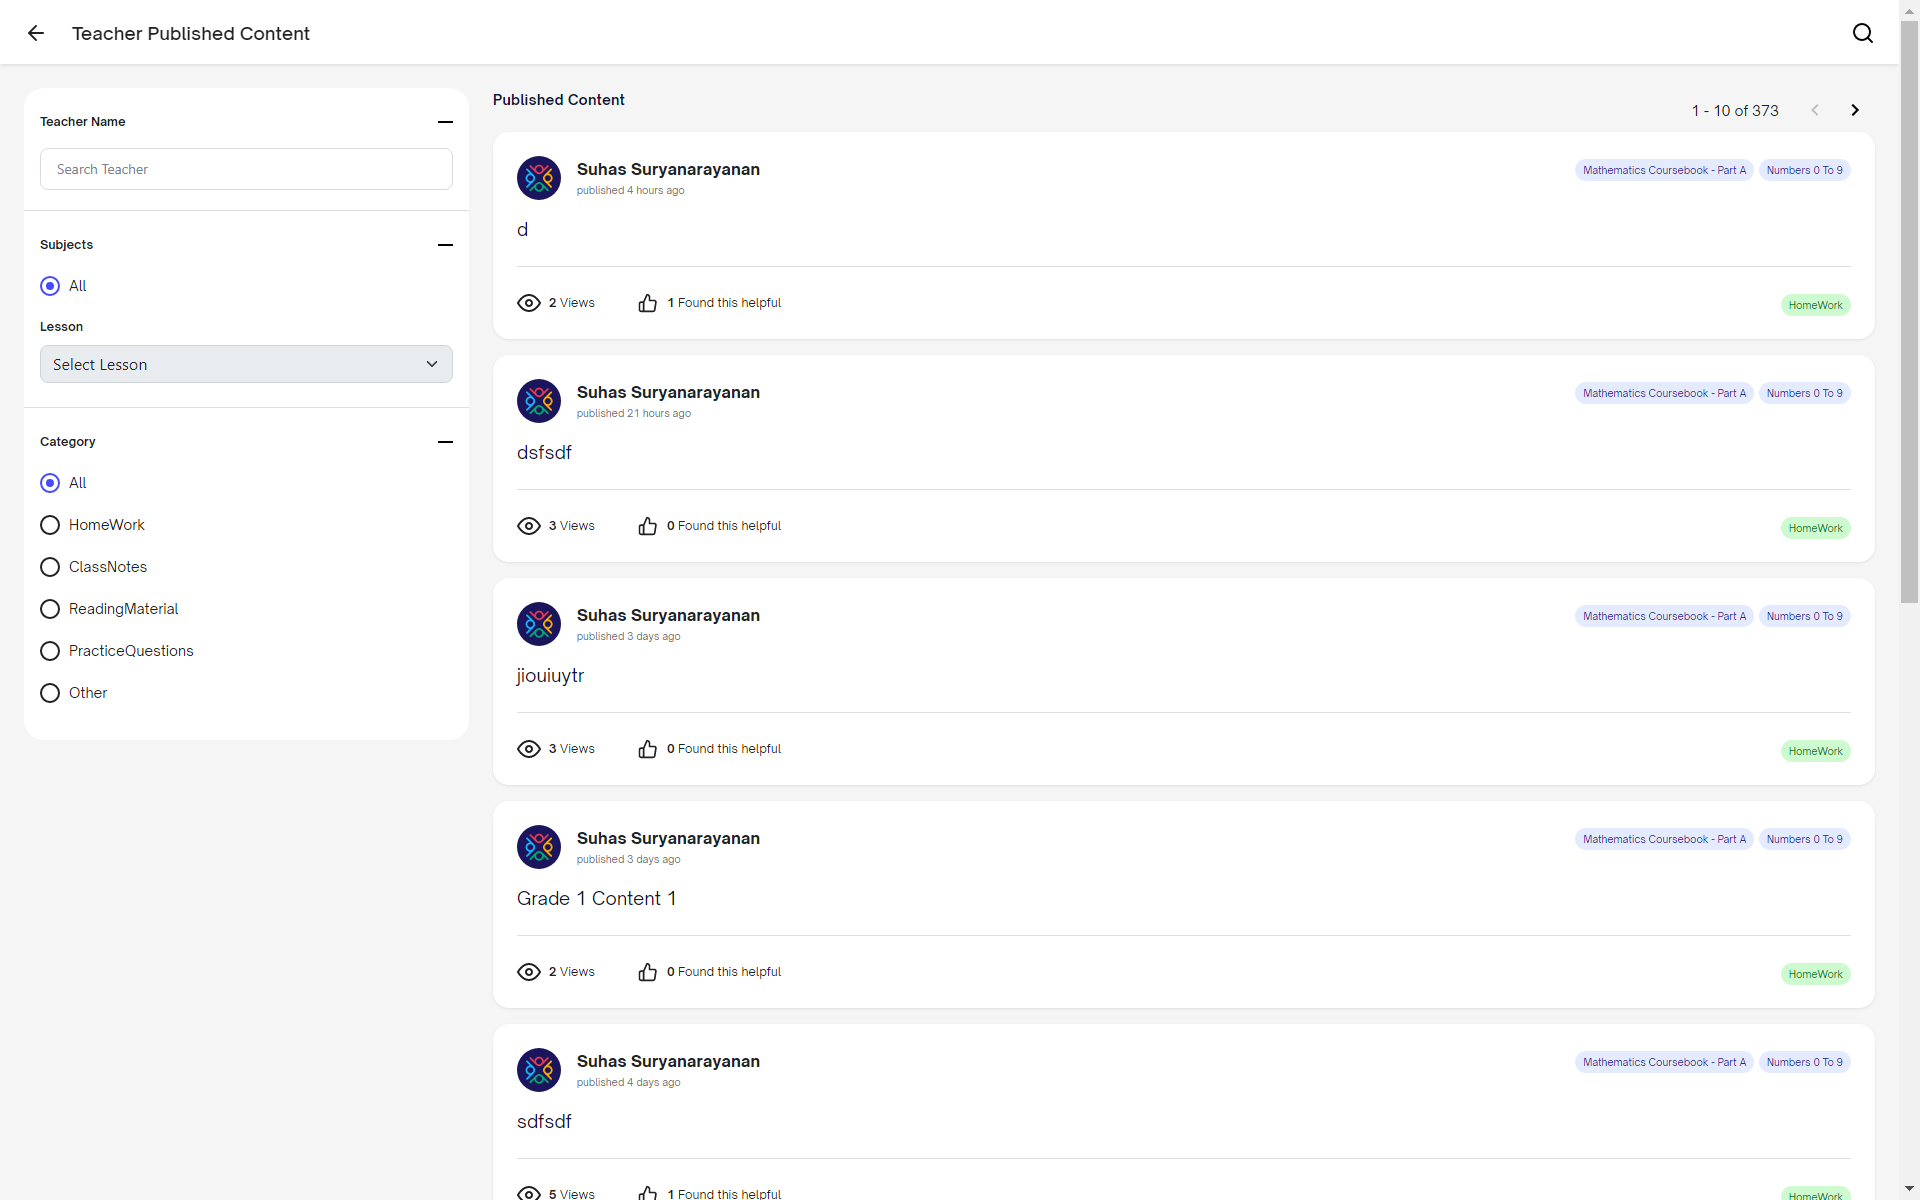 Teacher Published Content
Teacher Name
Search Teacher
Subjects
All
Lesson
Select Lesson
Category
All
HomeWork
ClassNotes
ReadingMaterial
PracticeQuestions
Other
Published Content
1 - 10 of 373
Suhas Suryanarayanan
published 4 hours ago
Mathematics Coursebook - Part A
Numbers 0 To 9
d
2 Views
1 Found this helpful
HomeWork
Suhas Suryanarayanan
published 21 hours ago
Mathematics Coursebook - Part A
Numbers 0 To 9
dsfsdf
3 Views
0 Found this helpful
HomeWork
Suhas Suryanarayanan
published 3 days ago
Mathematics Coursebook - Part A
Numbers 0 To 9
jiouiuytr
3 Views
0 Found this helpful
HomeWork
Suhas Suryanarayanan
published 3 days ago
Mathematics Coursebook - Part A
Numbers 0 To 9
Grade 1 Content 1
2 Views
0 Found this helpful
HomeWork
Suhas Suryanarayanan
published 4 days ago
Mathematics Coursebook - Part A
Numbers 0 To 9
sdfsdf
5 Views
1 Found this helpful
HomeWork